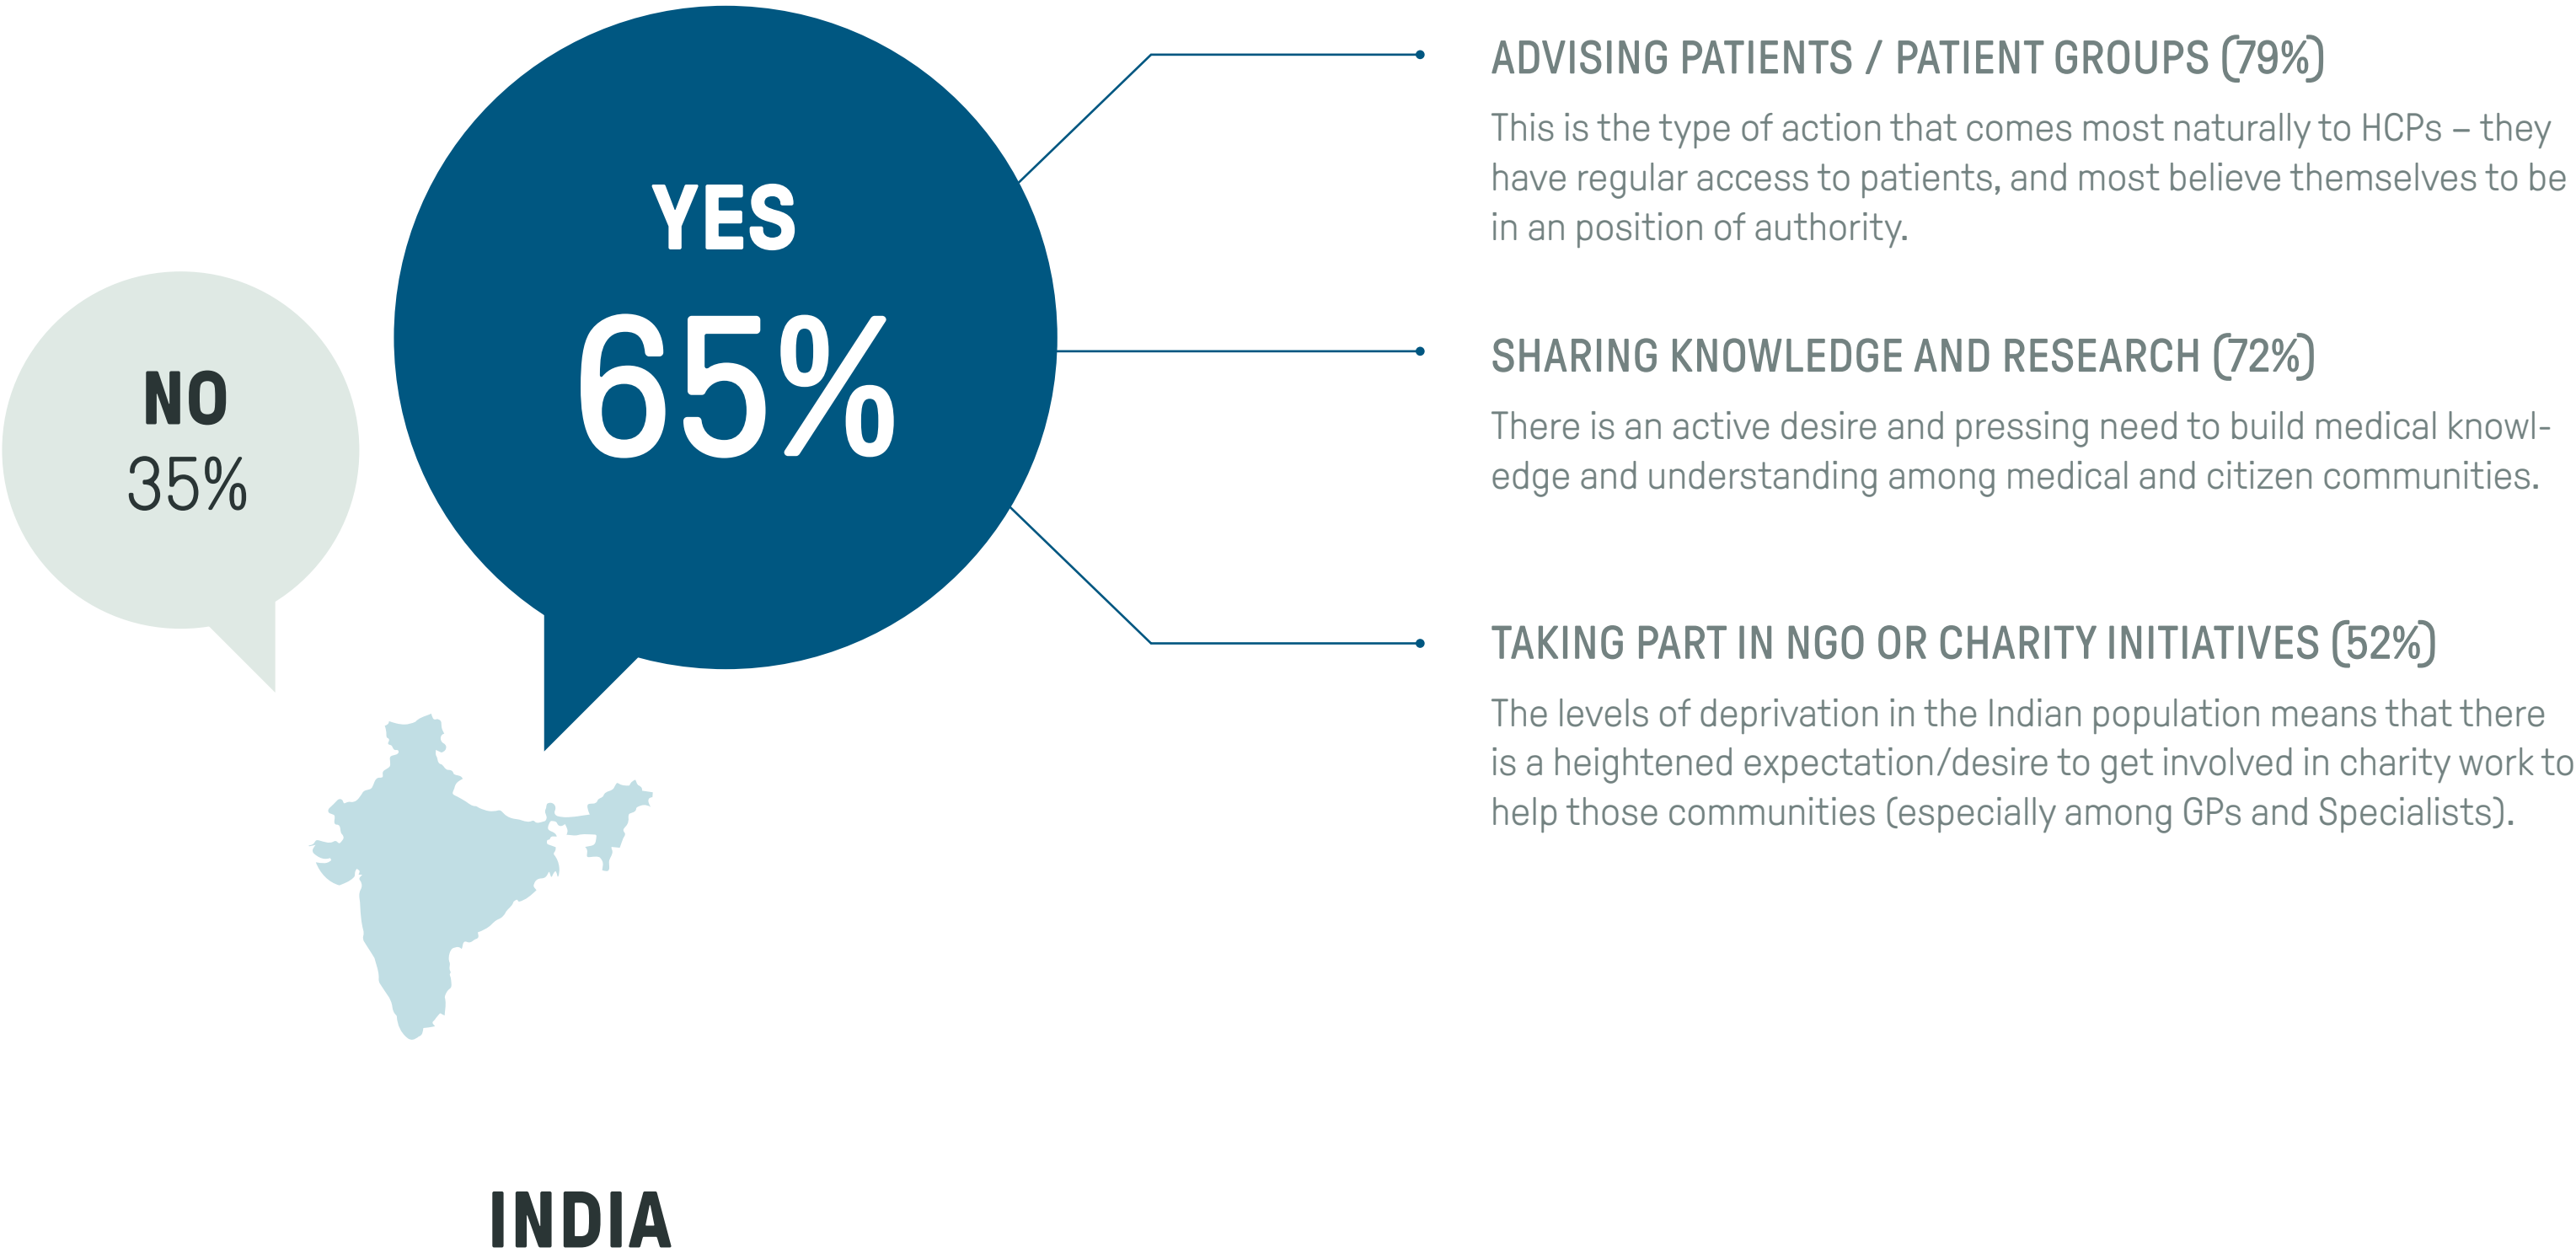 NO
35%
YES
65%
ADVISING PATIENTS / PATIENT GROUPS (79%)
This is the type of action that comes most naturally to HCPs – they
have regular access to patients, and most believe themselves to be
in an position of authority.
SHARING KNOWLEDGE AND RESEARCH (72%)
There is an active desire and pressing need to build medical knowl-
edge and understanding among medical and citizen communities.
TAKING PART IN NGO OR CHARITY INITIATIVES (52%)
The levels of deprivation in the Indian population means that there
is a heightened expectation/desire to get involved in charity work to
help those communities (especially among GPs and Specialists).
INDIA